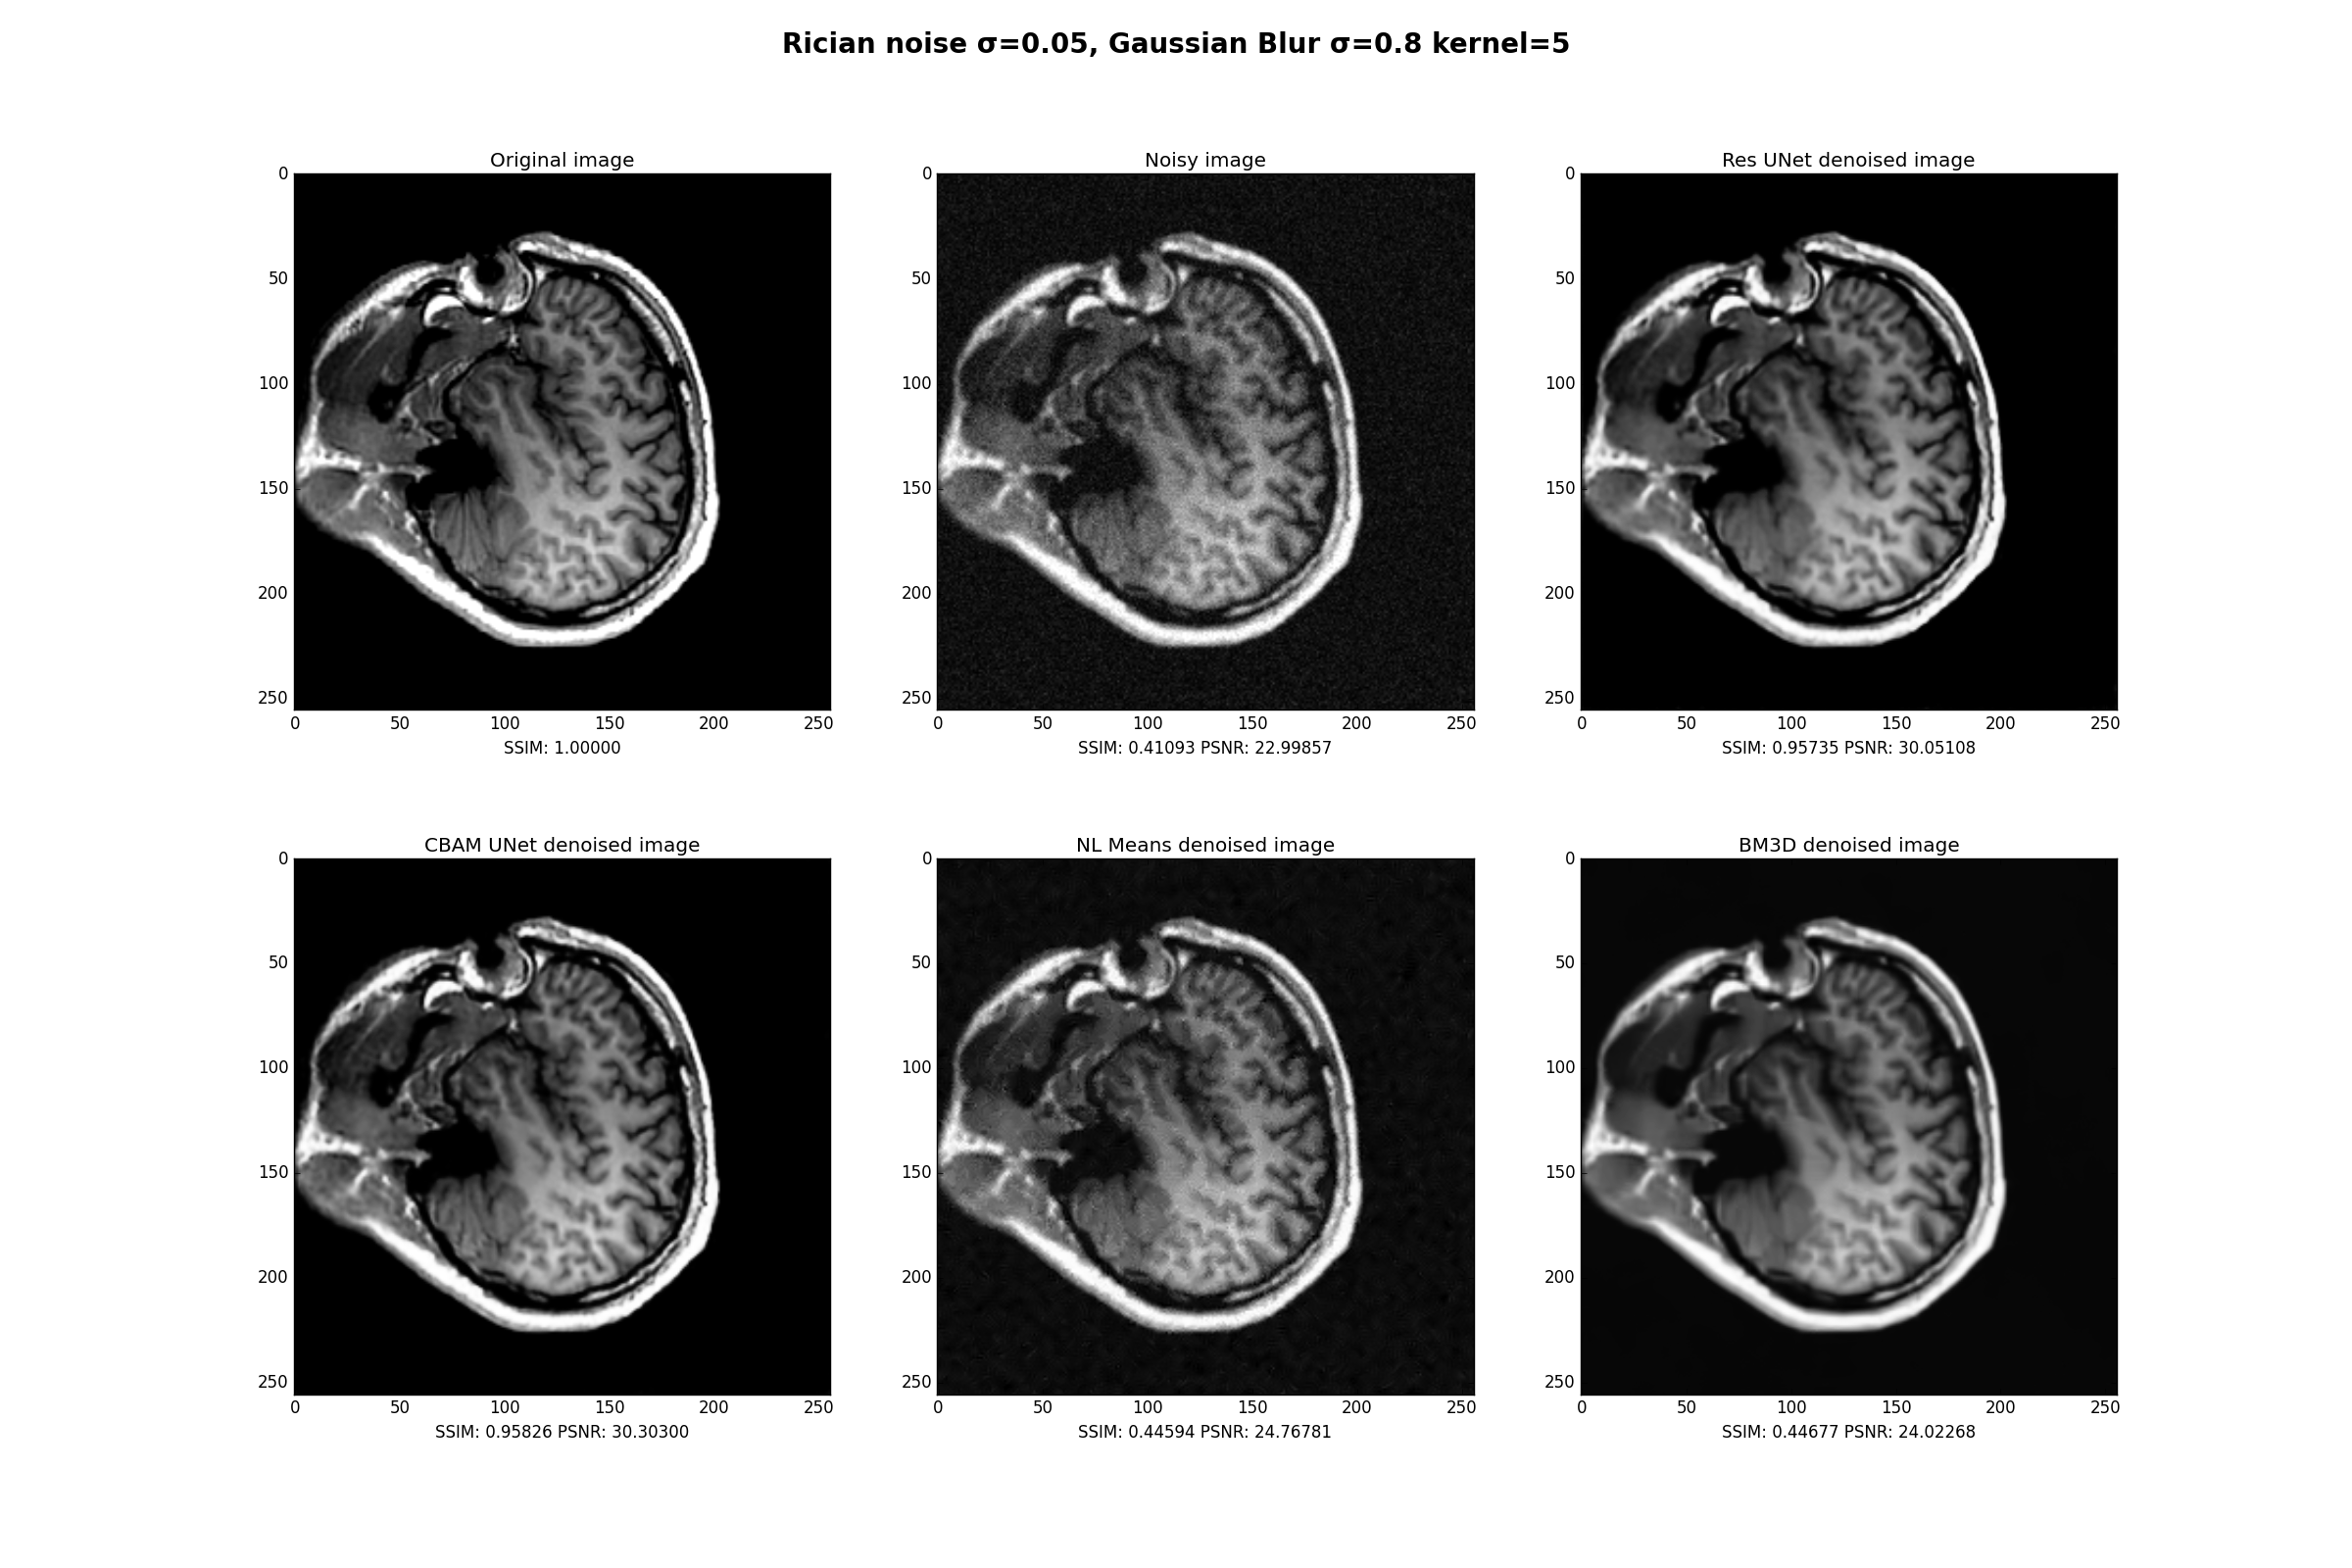 Rician noise σ=0.05, Gaussian Blur σ=0.8 kernel=5
Original image
0
50
100
150
200
250
0 50 100 150 200 250
SSIM: 1.00000
Noisy image
0
50
100
150
200
250
0 50 100 150 200 250
SSIM: 0.41093 PSNR: 22.99857
Res UNet denoised image
0
50
100
150
200
250
0 50 100 150 200 250
SSIM: 0.95735 PSNR: 30.05108
CBAM UNet denoised image
0
50
100
150
200
250
0 50 100 150 200 250
SSIM: 0.95826 PSNR: 30.30300
NL Means denoised image
0
50
100
150
200
250
0 50 100 150 200 250
SSIM: 0.44594 PSNR: 24.76781
BM3D denoised image
0
50
100
150
200
250
0 50 100 150 200 250
SSIM: 0.44677 PSNR: 24.02268